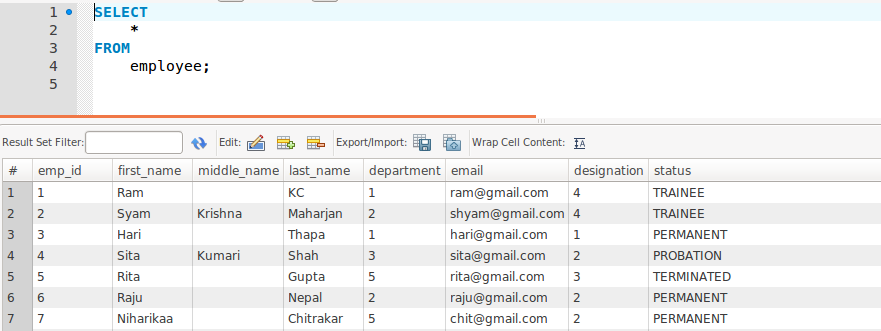 1 SELECT
2 *
3 FROM
4 employee;
5
Result Set Filter: Edit: Export/Import: Wrap Cell Content:
# emp_id first_name middle_name last_name department email designation status
1 1 Ram KC 1 ram@gmail.com 4 TRAINEE
2 2 Syam Krishna Maharjan 2 shyam@gmail.com 4 TRAINEE
3 3 Hari Thapa 1 hari@gmail.com 1 PERMANENT
4 4 Sita Kumari Shah 3 sita@gmail.com 2 PROBATION
5 5 Rita Gupta 5 rita@gmail.com 3 TERMINATED
6 6 Raju Nepal 2 raju@gmail.com 2 PERMANENT
7 7 Niharikaa Chitrakar 5 chit@gmail.com 2 PERMANENT